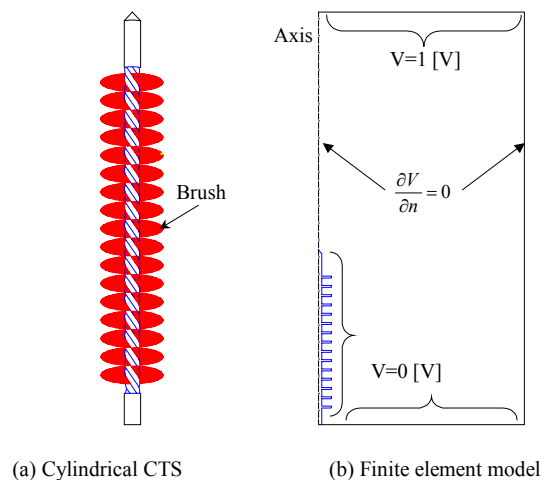 Axis
V=1 [V]
Brush
∂V/∂n = 0
V=0 [V]
(a) Cylindrical CTS
(b) Finite element model